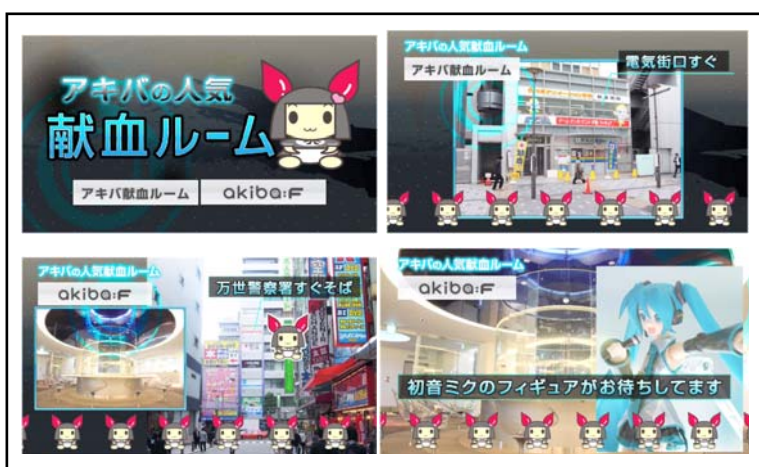 アキバの人気
献血ルーム
アキバ献血ルーム
akiba:F
アキバの人気献血ルーム
アキバ献血ルーム
電気街口すぐ
アキバの人気献血ルーム
akiba:F
万世警察署すぐそば
アキバの人気献血ルーム
akiba:F
初音ミクのフィギュアがお待ちしてます